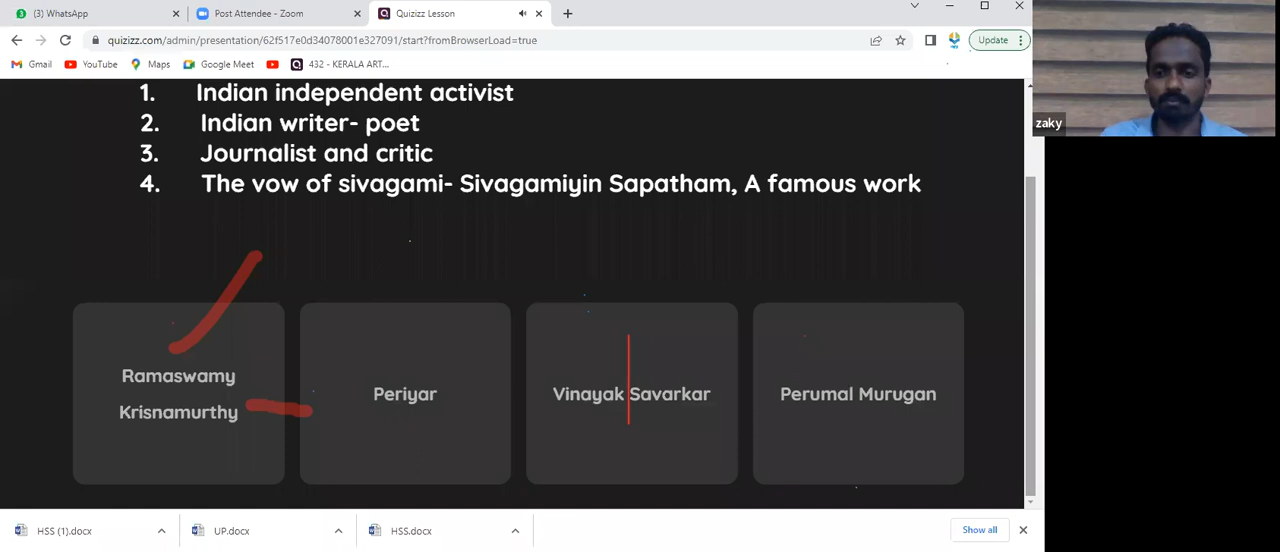 (3) WhatsApp
Post Attendee - Zoom
Quizizz Lesson
quizizz.com/admin/presentation/62f517e0d34078001e327091/start?fromBrowserLoad=true
Update
Gmail
YouTube
Maps
Google Meet
432 - KERALA ART...
1. Indian independent activist
2. Indian writer- poet
3. Journalist and critic
4. The vow of sivagami- Sivagamiyin Sapatham, A famous work
zaky
Ramaswamy
Krisnamurthy
Periyar
Vinayak Savarkar
Perumal Murugan
HSS (1).docx
UP.docx
HSS.docx
Show all